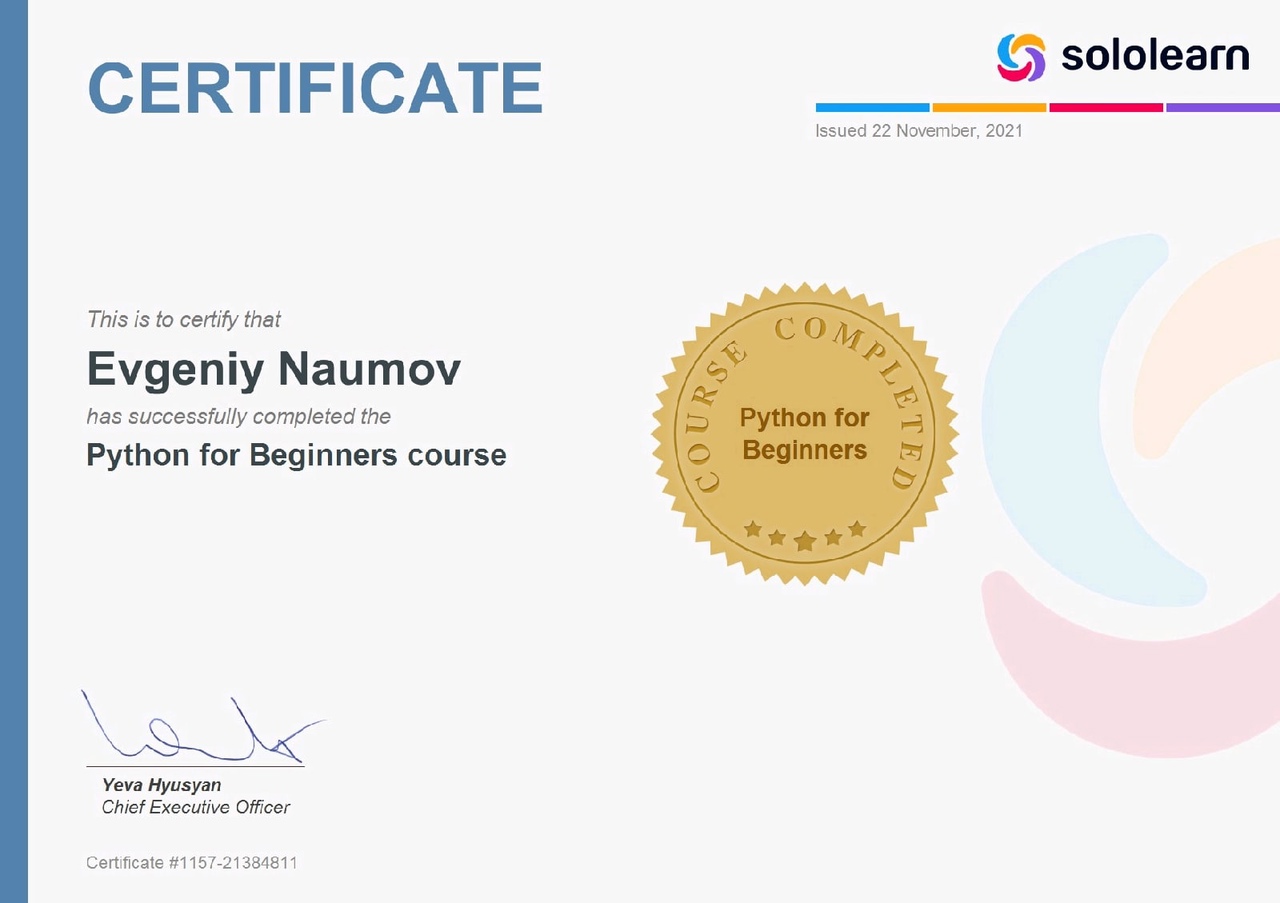 CERTIFICATE
sololearn
Issued 22 November, 2021
This is to certify that
Evgeniy Naumov
has successfully completed the
Python for Beginners course
COURSE COMPLETED
Python for
Beginners
Yeva Hyusyan
Chief Executive Officer
Certificate #1157-21384811